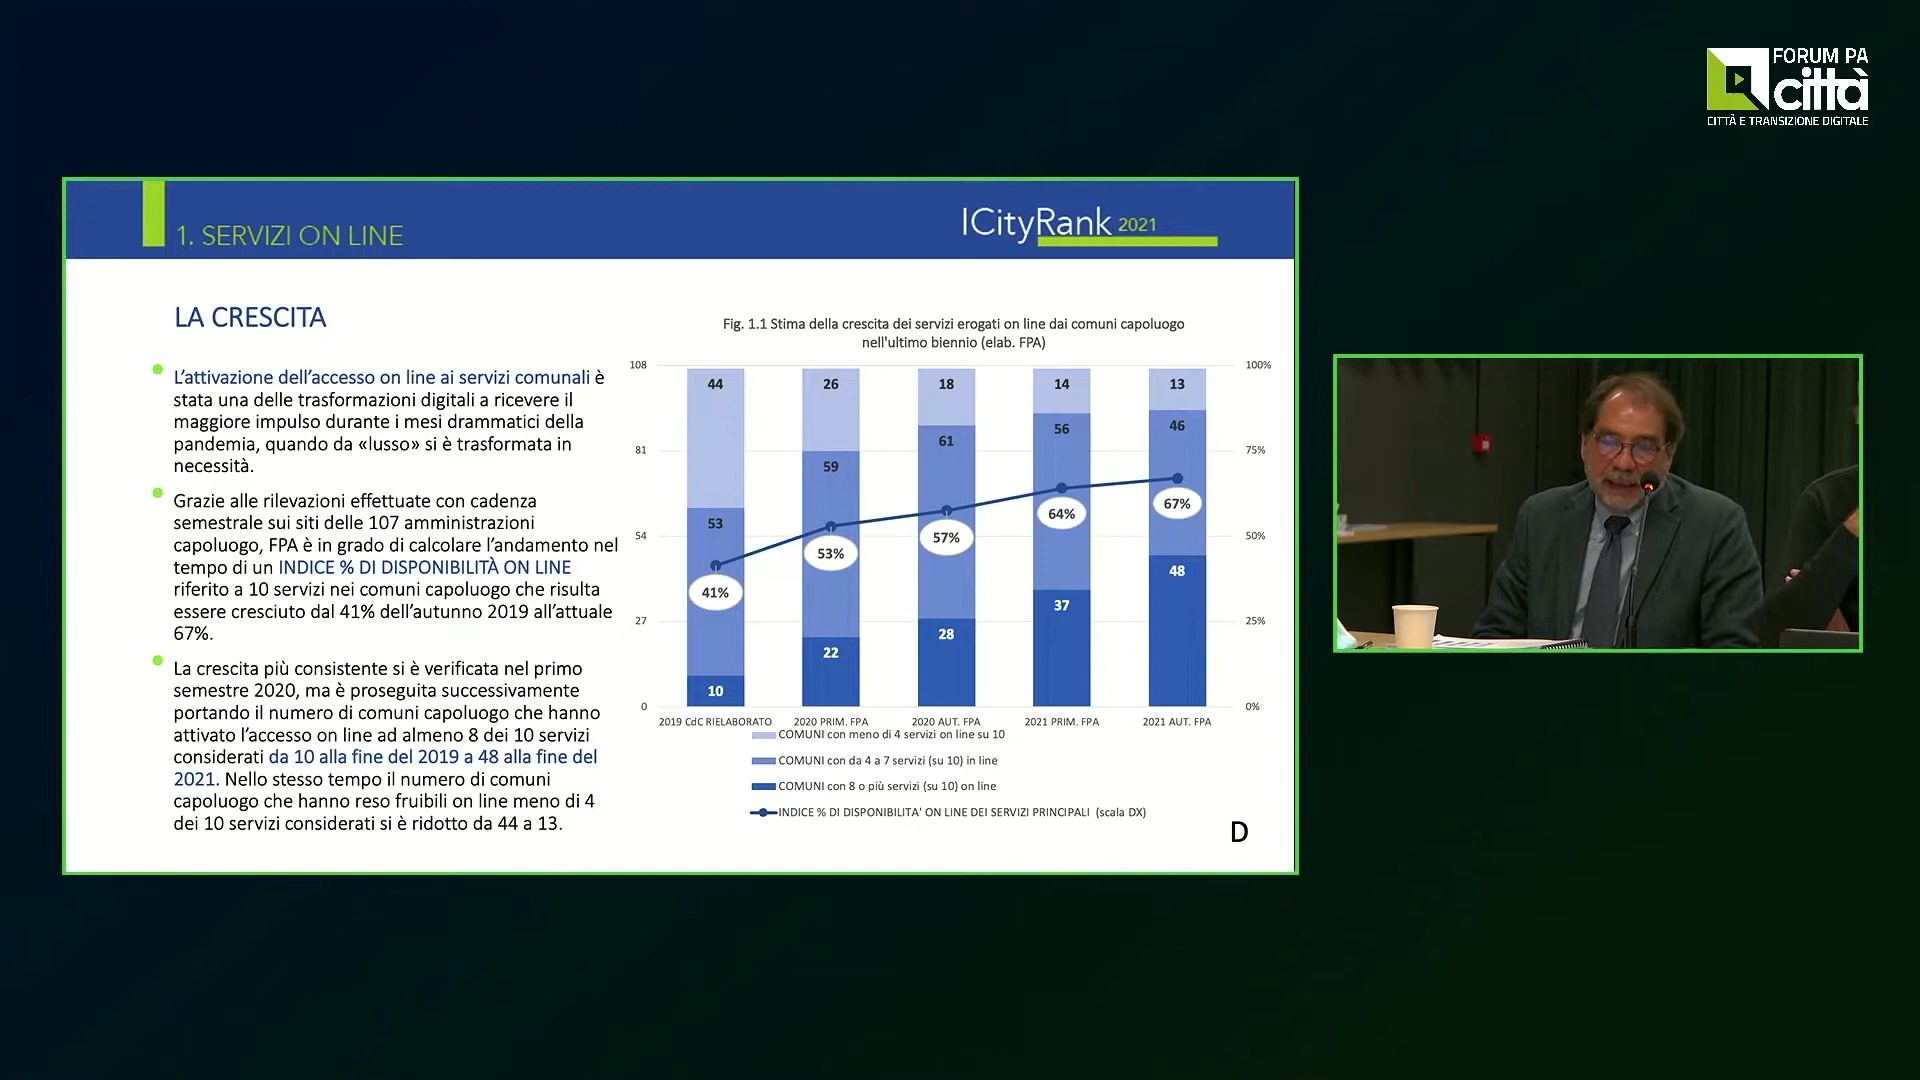 FORUM PA
città
CITTÀ E TRANSIZIONE DIGITALE
1. SERVIZI ON LINE
ICityRank 2021
LA CRESCITA
L'attivazione dell'accesso on line ai servizi comunali è
stata una delle trasformazioni digitali a ricevere il
maggiore impulso durante i mesi drammatici della
pandemia, quando da «lusso» si è trasformata in
necessità.
Grazie alle rilevazioni effettuate con cadenza
semestrale sui siti delle 107 amministrazioni
capoluogo, FPA è in grado di calcolare l'andamento nel
tempo di un INDICE % DI DISPONIBILITÀ ON LINE
riferito a 10 servizi nei comuni capoluogo che risulta
essere cresciuto dal 41% dell'autunno 2019 all'attuale
67%.
La crescita più consistente si è verificata nel primo
semestre 2020, ma è proseguita successivamente
portando il numero di comuni capoluogo che hanno
attivato l'accesso on line ad almeno 8 dei 10 servizi
considerati da 10 alla fine del 2019 a 48 alla fine del
2021. Nello stesso tempo il numero di comuni
capoluogo che hanno reso fruibili on line meno di 4
dei 10 servizi considerati si è ridotto da 44 a 13.
Fig. 1.1 Stima della crescita dei servizi erogati on line dai comuni capoluogo
nell'ultimo biennio (elab. FPA)
108 100%
44 26 18 14 13
81 75%
59 61 56 46
54 50%
53
41% 53% 57% 64% 67%
27 25%
10 22 28 37 48
0 0%
2019 CdC RIELABORATO 2020 PRIM. FPA 2020 AUT. FPA 2021 PRIM. FPA 2021 AUT. FPA
COMUNI con meno di 4 servizi on line su 10
COMUNI con da 4 a 7 servizi (su 10) in line
COMUNI con 8 o più servizi (su 10) on line
INDICE % DI DISPONIBILITA' ON LINE DEI SERVIZI PRINCIPALI (scala DX)
D